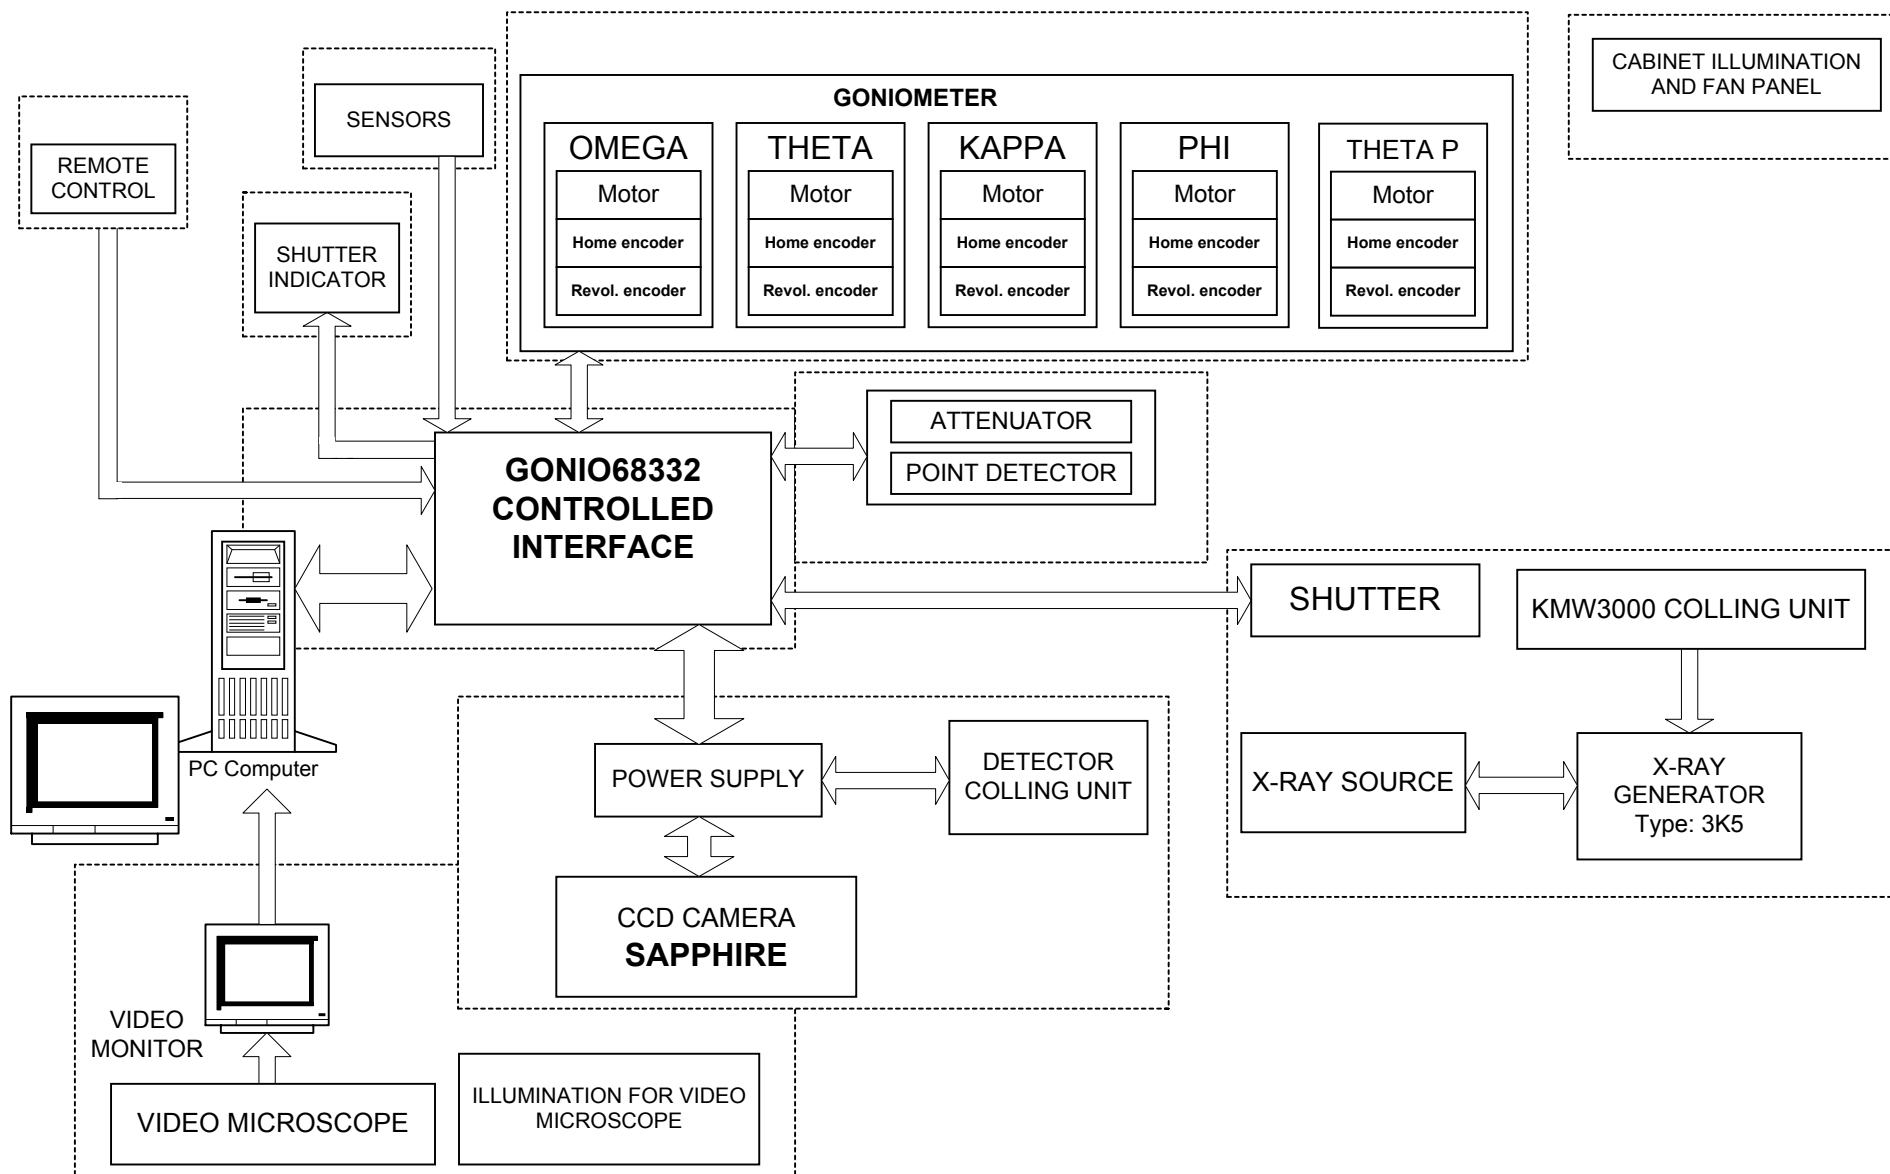 CABINET ILLUMINATION
AND FAN PANEL
SENSORS
GONIOMETER
REMOTE
CONTROL
OMEGA
Motor
Home encoder
Revol. encoder
THETA
Motor
Home encoder
Revol. encoder
KAPPA
Motor
Home encoder
Revol. encoder
PHI
Motor
Home encoder
Revol. encoder
THETA P
Motor
Home encoder
Revol. encoder
SHUTTER
INDICATOR
ATTENUATOR
POINT DETECTOR
GONIO68332
CONTROLLED
INTERFACE
SHUTTER
KMW3000 COLLING UNIT
PC Computer
POWER SUPPLY
DETECTOR
COLLING UNIT
X-RAY SOURCE
X-RAY
GENERATOR
Type: 3K5
CCD CAMERA
SAPPHIRE
VIDEO
MONITOR
VIDEO MICROSCOPE
ILLUMINATION FOR VIDEO
MICROSCOPE